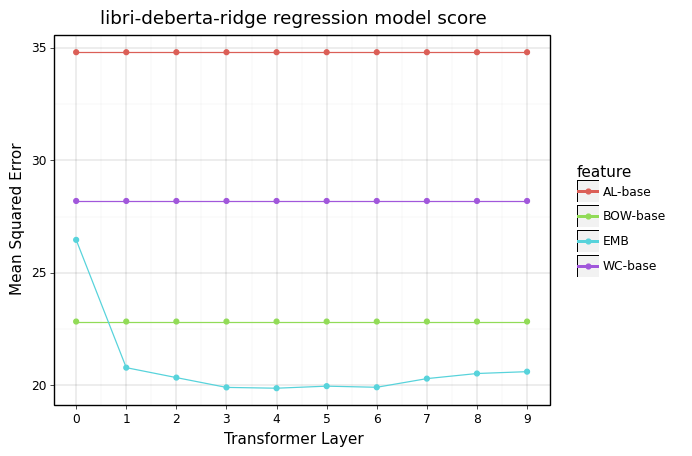 libri-deberta-ridge regression model score
35
30
25
20
Mean Squared Error
0 1 2 3 4 5 6 7 8 9
Transformer Layer
feature
AL-base
BOW-base
EMB
WC-base